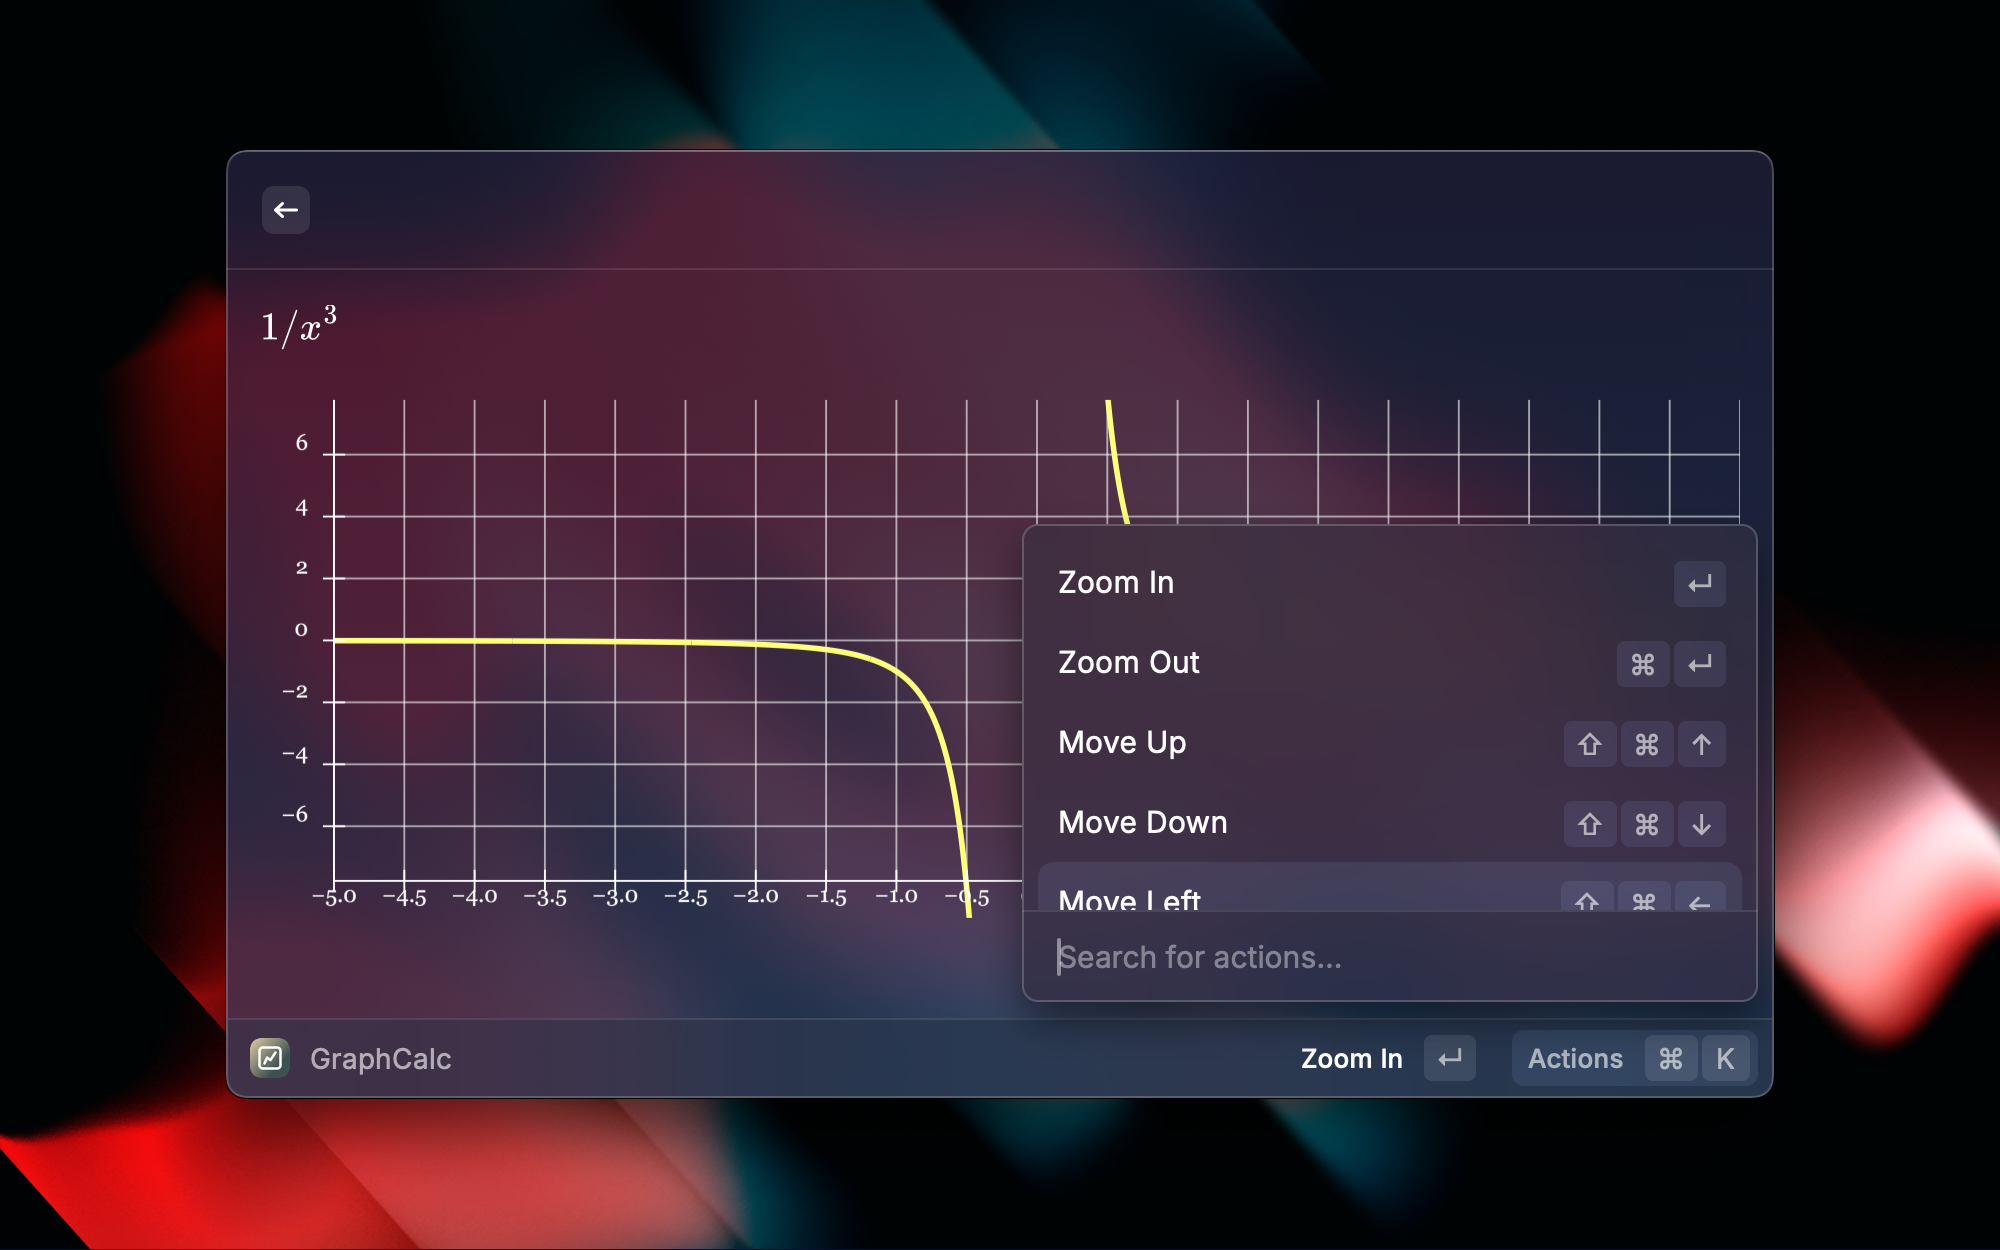 1/x³
6
4
2
0
−2
−4
−6
−5.0 −4.5 −4.0 −3.5 −3.0 −2.5 −2.0 −1.5 −1.0 −0.5
Zoom In ↵
Zoom Out ⌘ ↵
Move Up ⇧ ⌘ ↑
Move Down ⇧ ⌘ ↓
Move Left ⇧ ⌘ ←
Search for actions...
GraphCalc Zoom In ↵ Actions ⌘ K